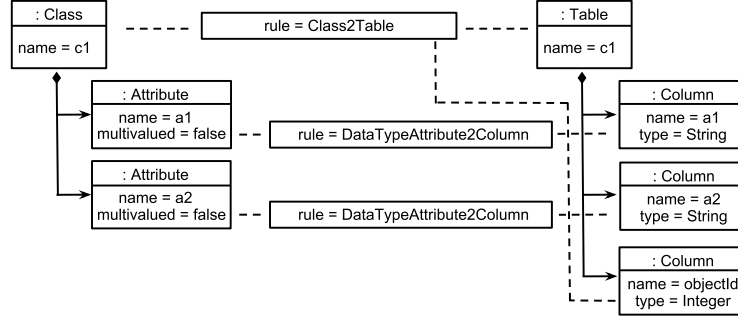 : Class
name = c1
rule = Class2Table
: Table
name = c1
: Attribute
name = a1
multivalued = false
rule = DataTypeAttribute2Column
: Column
name = a1
type = String
: Attribute
name = a2
multivalued = false
rule = DataTypeAttribute2Column
: Column
name = a2
type = String
: Column
name = objectId
type = Integer